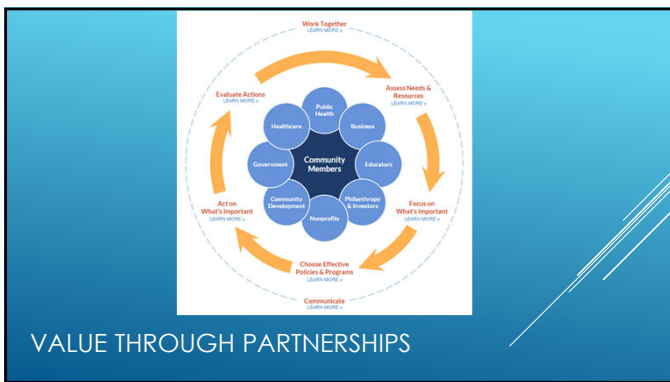 Work Together
LEARN MORE »
Assess Needs &
Resources
LEARN MORE »
Focus on
What's Important
LEARN MORE »
Choose Effective
Policies & Programs
LEARN MORE »
Communicate
LEARN MORE »
Act on
What's Important
LEARN MORE »
Evaluate Actions
LEARN MORE »
Public
Health
Business
Educators
Philanthropy
& Investors
Nonprofits
Community
Development
Government
Healthcare
Community
Members
VALUE THROUGH PARTNERSHIPS